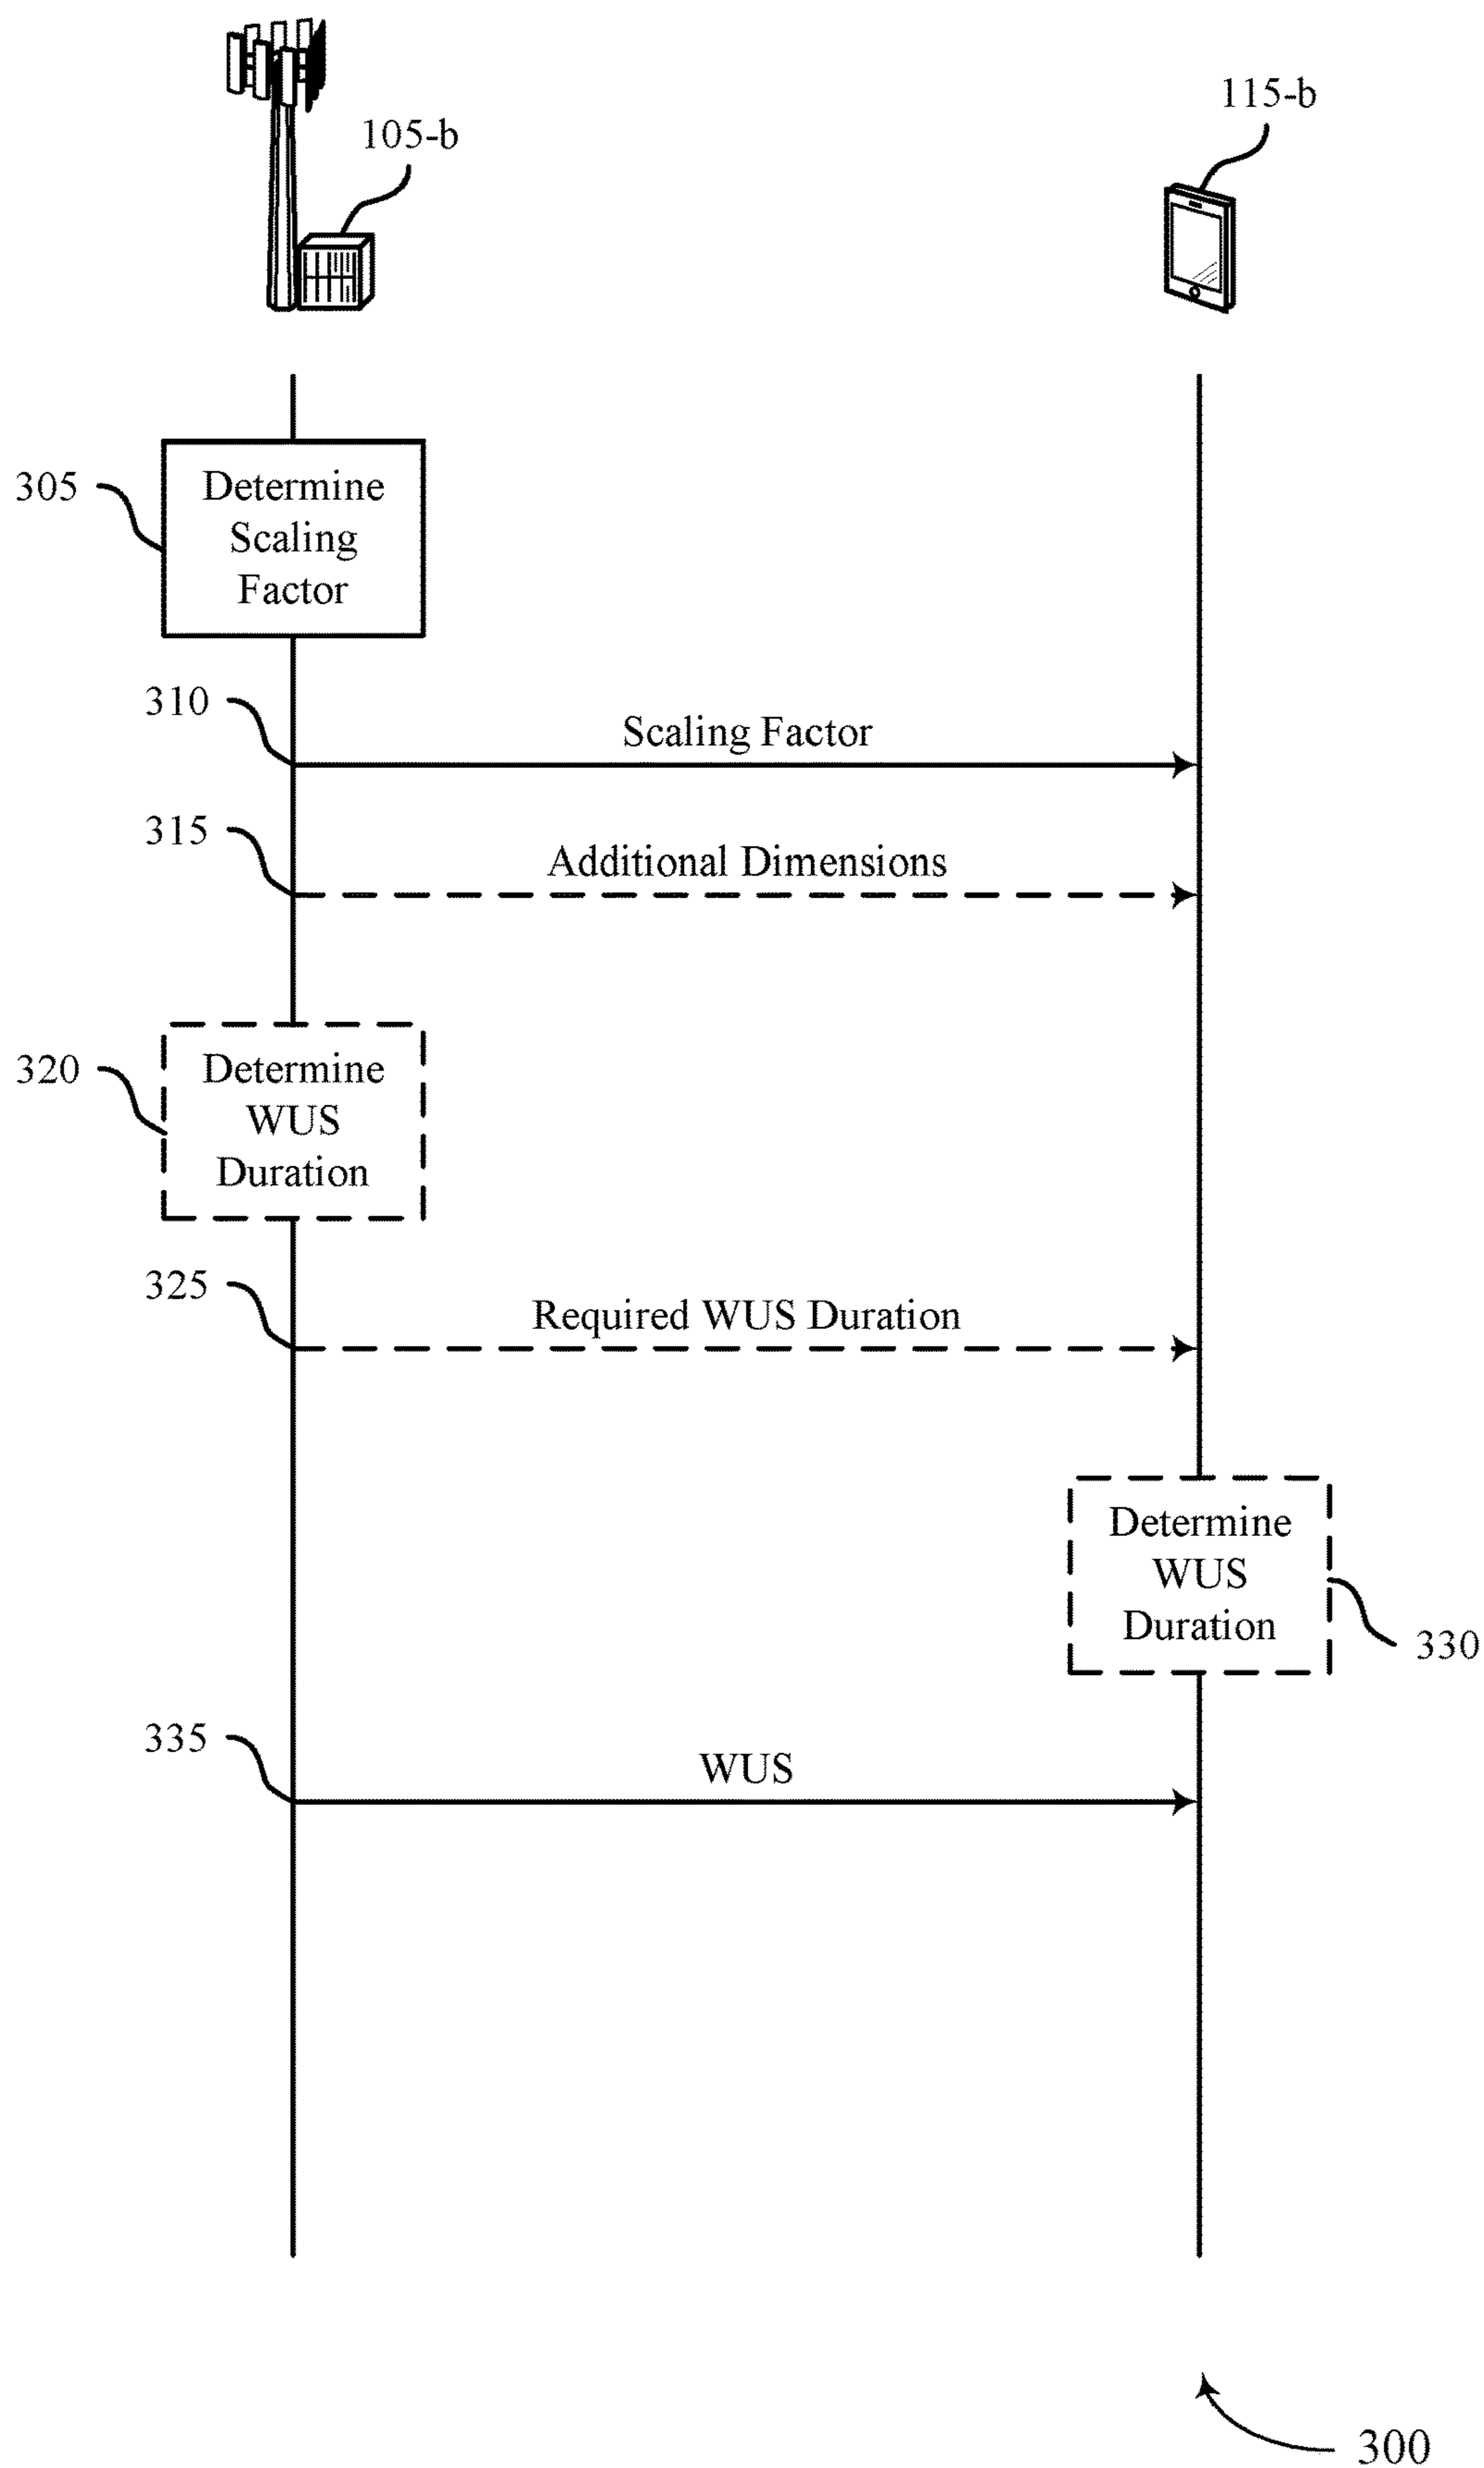 105-b
115-b
305
Determine
Scaling
Factor
310
Scaling Factor
315
Additional Dimensions
320
Determine
WUS
Duration
325
Required WUS Duration
Determine
WUS
Duration
330
335
WUS
300